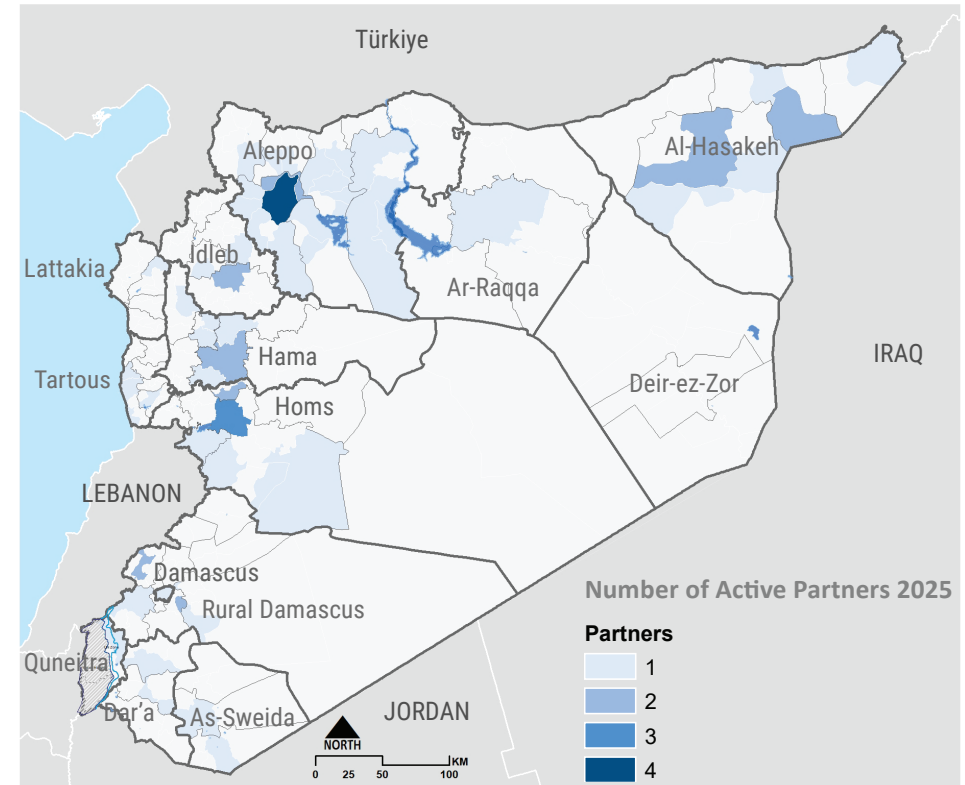 Türkiye
Aleppo
Al-Hasakeh
Idleb
Lattakia
Ar-Raqqa
IRAQ
Hama
Tartous
Deir-ez-Zor
Homs
LEBANON
Damascus
Rural Damascus
Quneitra
Dar'a
As-Sweida
JORDAN
NORTH
KM
0 25 50 100
Number of Active Partners 2025
Partners
1
2
3
4